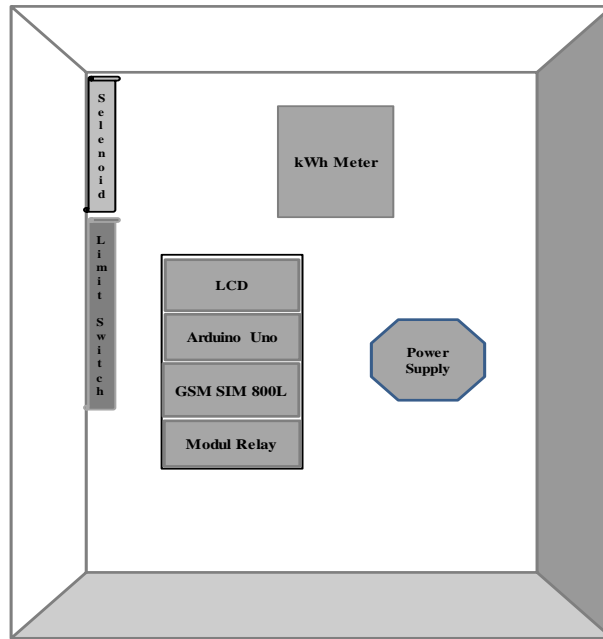 Selenoid
kWh Meter
Limit Switch
LCD
Arduino Uno
GSM SIM 800L
Modul Relay
Power
Supply